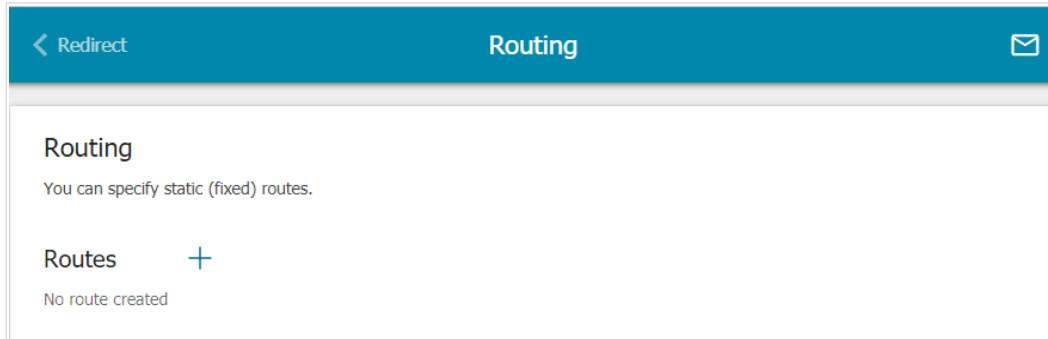 Redirect
Routing
Routing
You can specify static (fixed) routes.
Routes
No route created